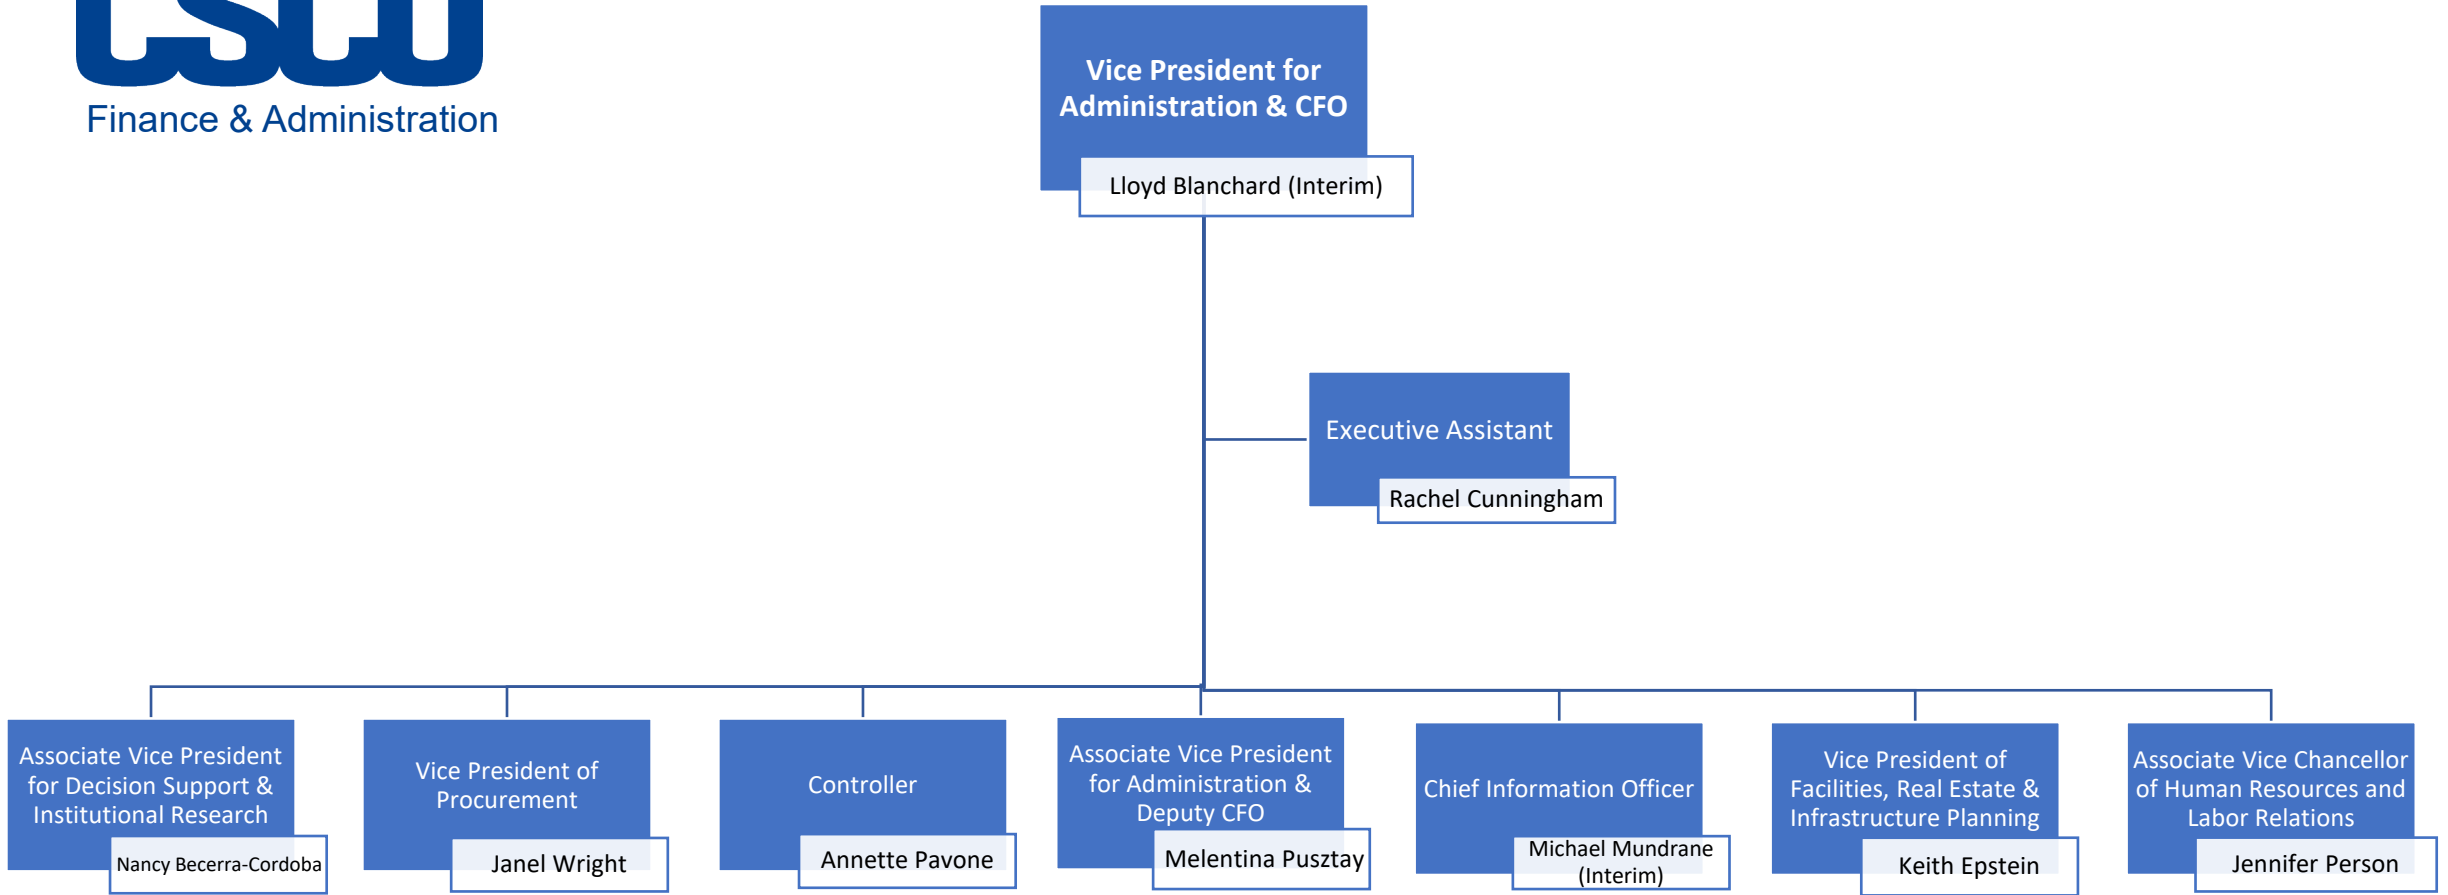 CSCU
Finance & Administration
Vice President for
Administration & CFO
Lloyd Blanchard (Interim)
Executive Assistant
Rachel Cunningham
Associate Vice President
for Decision Support &
Institutional Research
Nancy Becerra-Cordoba
Vice President of
Procurement
Janel Wright
Controller
Annette Pavone
Associate Vice President
for Administration &
Deputy CFO
Melentina Pusztay
Chief Information Officer
Michael Mundrane
(Interim)
Vice President of
Facilities, Real Estate &
Infrastructure Planning
Keith Epstein
Associate Vice Chancellor
of Human Resources and
Labor Relations
Jennifer Person